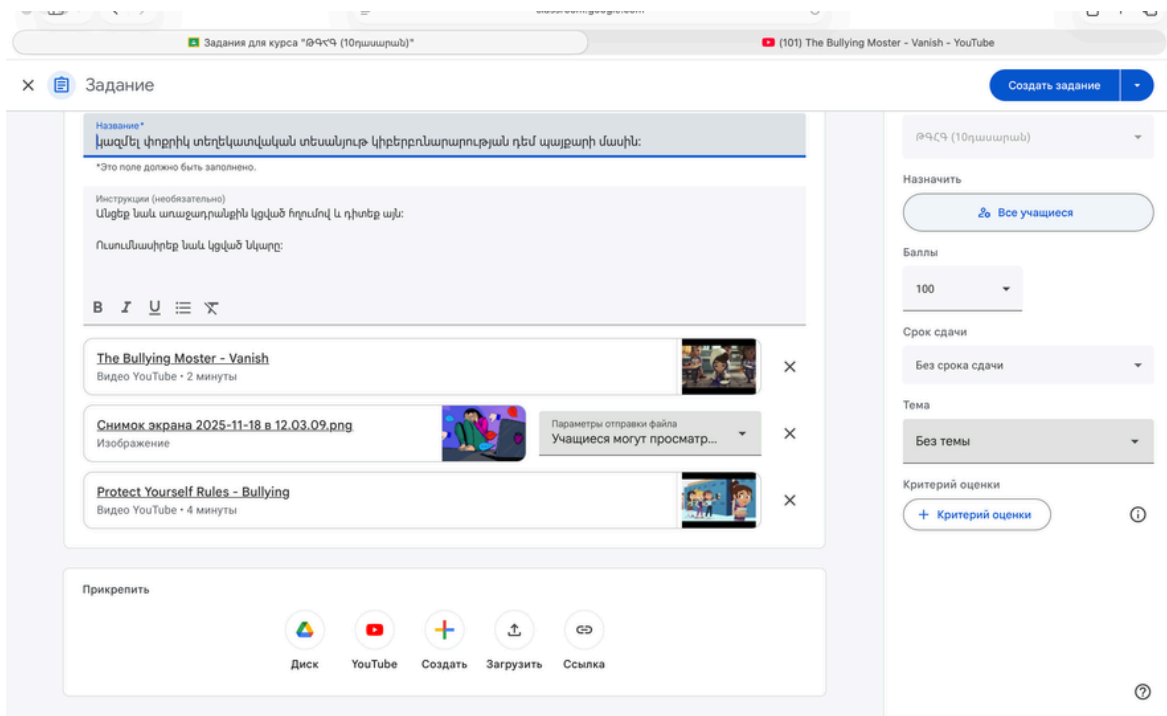 Задания для курса "ԹԳՀԳ (10դասարան)"
(101) The Bullying Moster - Vanish - YouTube
Задание
Создать задание
Название*
կազմել փոքրիկ տեղեկատվական տեսանյութ կիբերբռնարարության դեմ պայքարի մասին:
*Это поле должно быть заполнено.
Инструкции (необязательно)
Անցեք նաև առաջադրանքին կցված հղումով և դիտեք այն:
Ուսումնասիրեք նաև կցված նկարը:
B I U
The Bullying Moster - Vanish
Видео YouTube • 2 минуты
Снимок экрана 2025-11-18 в 12.03.09.png
Изображение
Параметры отправки файла
Учащиеся могут просматр...
Protect Yourself Rules - Bullying
Видео YouTube • 4 минуты
Прикрепить
Диск
YouTube
Создать
Загрузить
Ссылка
ԹԳՀԳ (10դասարան)
Назначить
Все учащиеся
Баллы
100
Срок сдачи
Без срока сдачи
Тема
Без темы
Критерий оценки
+ Критерий оценки